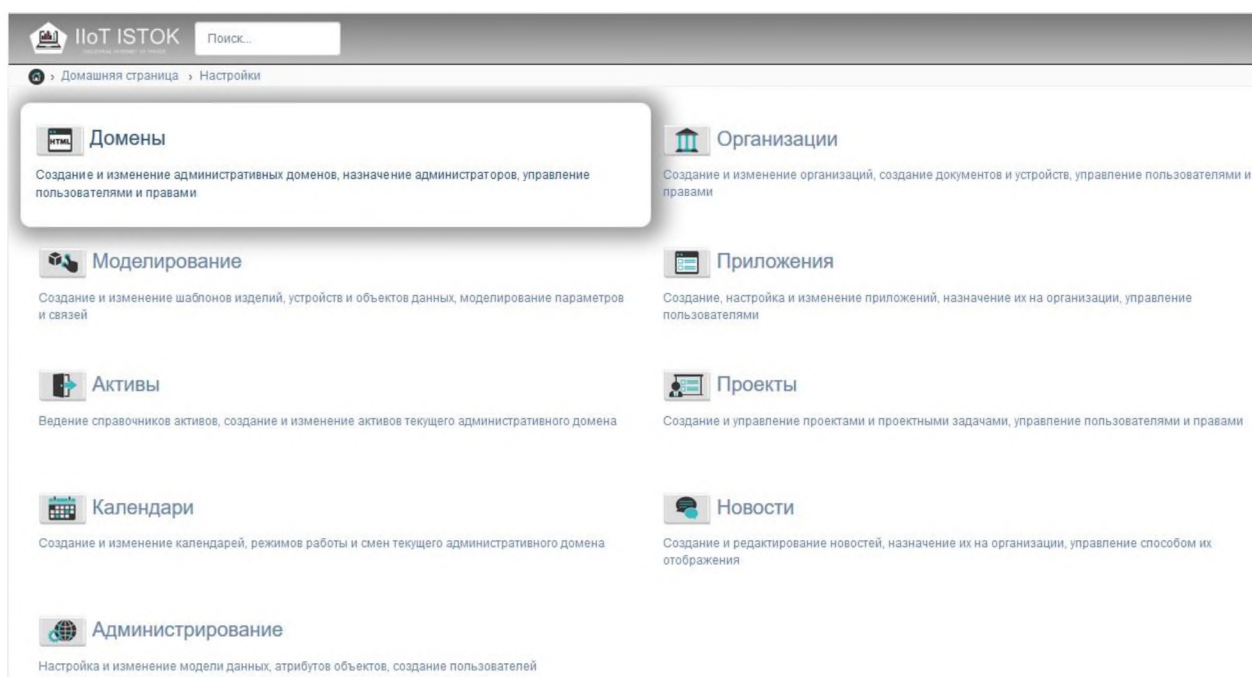 IIoT ISTOK
Поиск...
Домашняя страница › Настройки
HTML
Домены
Создание и изменение административных доменов, назначение администраторов, управление
пользователями и правами
Организации
Создание и изменение организаций, создание документов и устройств, управление пользователями и
правами
Моделирование
Создание и изменение шаблонов изделий, устройств и объектов данных, моделирование параметров
и связей
Приложения
Создание, настройка и изменение приложений, назначение их на организации, управление
пользователями
Активы
Ведение справочников активов, создание и изменение активов текущего административного домена
Проекты
Создание и управление проектами и проектными задачами, управление пользователями и правами
Календари
Создание и изменение календарей, режимов работы и смен текущего административного домена
Новости
Создание и редактирование новостей, назначение их на организации, управление способом их
отображения
Администрирование
Настройка и изменение модели данных, атрибутов объектов, создание пользователей